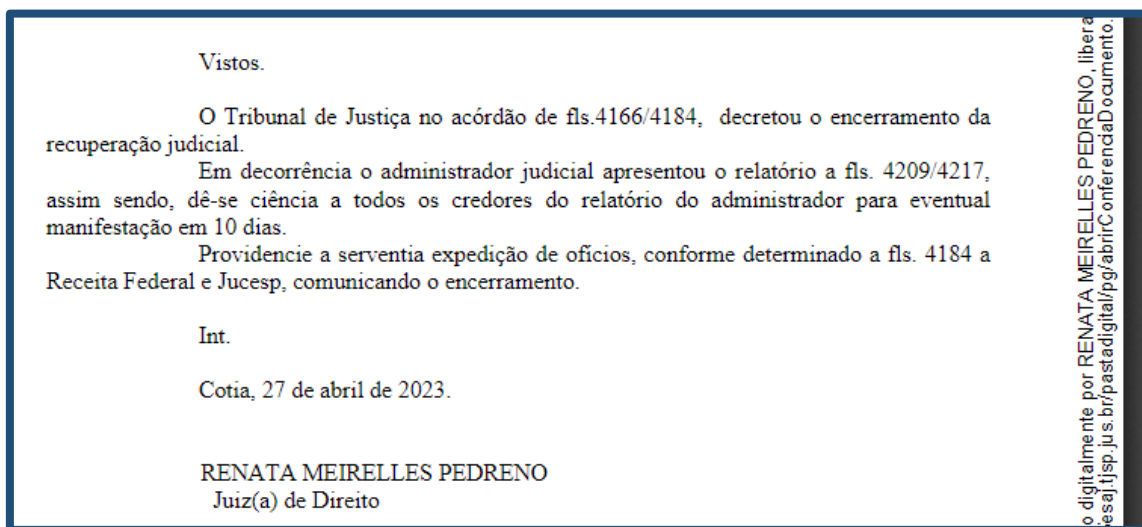 Vistos.
O Tribunal de Justiça no acórdão de fls.4166/4184, decretou o encerramento da
recuperação judicial.
Em decorrência o administrador judicial apresentou o relatório a fls. 4209/4217,
assim sendo, dê-se ciência a todos os credores do relatório do administrador para eventual
manifestação em 10 dias.
Providencie a serventia expedição de ofícios, conforme determinado a fls. 4184 a
Receita Federal e Jucesp, comunicando o encerramento.
Int.
Cotia, 27 de abril de 2023.
RENATA MEIRELLES PEDRENO
Juiz(a) de Direito
o digitalmente por RENATA MEIRELLES PEDRENO, libera
esaj.tjsp.jus.br/pastadigital/pg/abrirConferenciaDocumento.